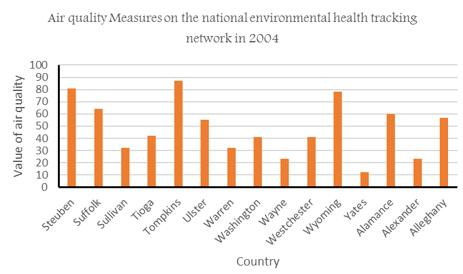 Air quality Measures on the national environmental health tracking
network in 2004
Value of air quality
100
90
80
70
60
50
40
30
20
10
0
Steuben
Suffolk
Sullivan
Tioga
Tompkins
Ulster
Warren
Washington
Wayne
Westchester
Wyoming
Yates
Alamance
Alexander
Alleghany
Country